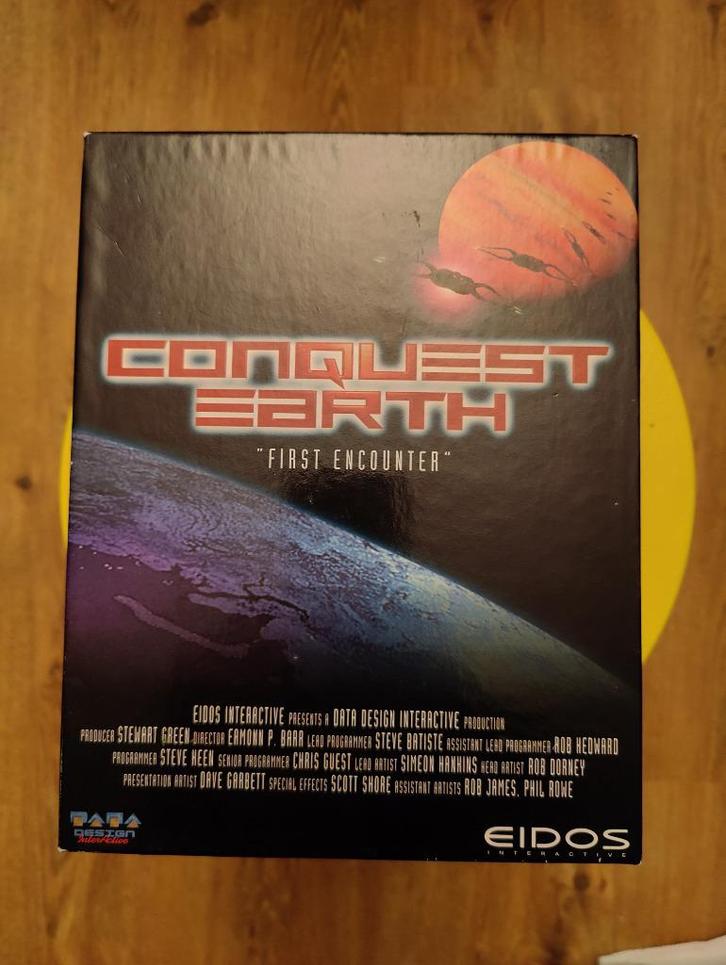 CONQUEST
EARTH
"FIRST ENCOUNTER"
EIDOS INTERACTIVE PRESENTS A DATA DESIGN INTERACTIVE PRODUCTION
PRODUCER STEWART GREEN DIRECTOR EAMONN P. BARR LEAD PROGRAMMER STEVE BATISTE ASSISTANT LEAD PROGRAMMER ROB HEDWARD
PROGRAMMER STEVE KEEN SENIOR PROGRAMMER CHRIS GUEST LEAD ARTIST SIMEON HANKINS HEAD ARTIST ROB DORNEY
PRESENTATION ARTIST DAVE GARBETT SPECIAL EFFECTS SCOTT SHORE ASSISTANT ARTISTS ROB JAMES, PHIL ROWE
DATA
DESIGN
Interactive
EIDOS
INTERACTIVE